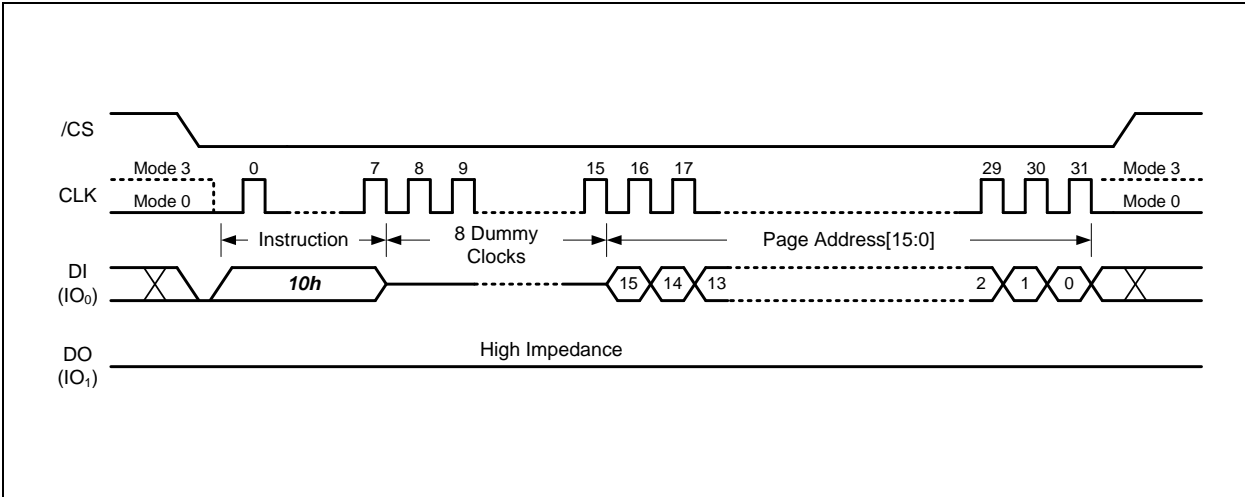 /CS
Mode 3 0 7 8 9 15 16 17 29 30 31 Mode 3
CLK
Mode 0 Mode 0
Instruction 8 Dummy Clocks Page Address[15:0]
DI
(IO₀)
10h 15 14 13 2 1 0
High Impedance
DO
(IO₁)